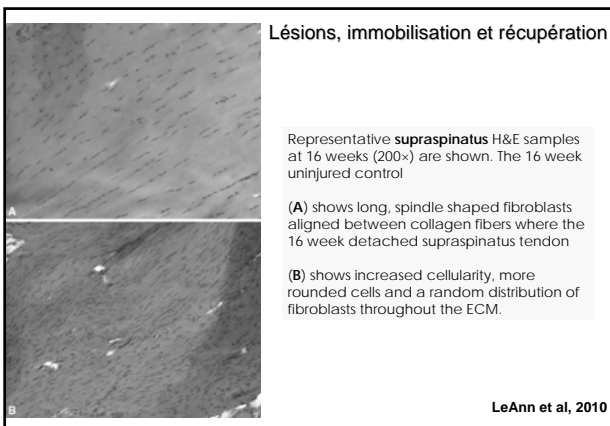 Lésions, immobilisation et récupération
Representative supraspinatus H&E samples
at 16 weeks (200×) are shown. The 16 week
uninjured control
(A) shows long, spindle shaped fibroblasts
aligned between collagen fibers where the
16 week detached supraspinatus tendon
(B) shows increased cellularity, more
rounded cells and a random distribution of
fibroblasts throughout the ECM.
A
B
LeAnn et al, 2010